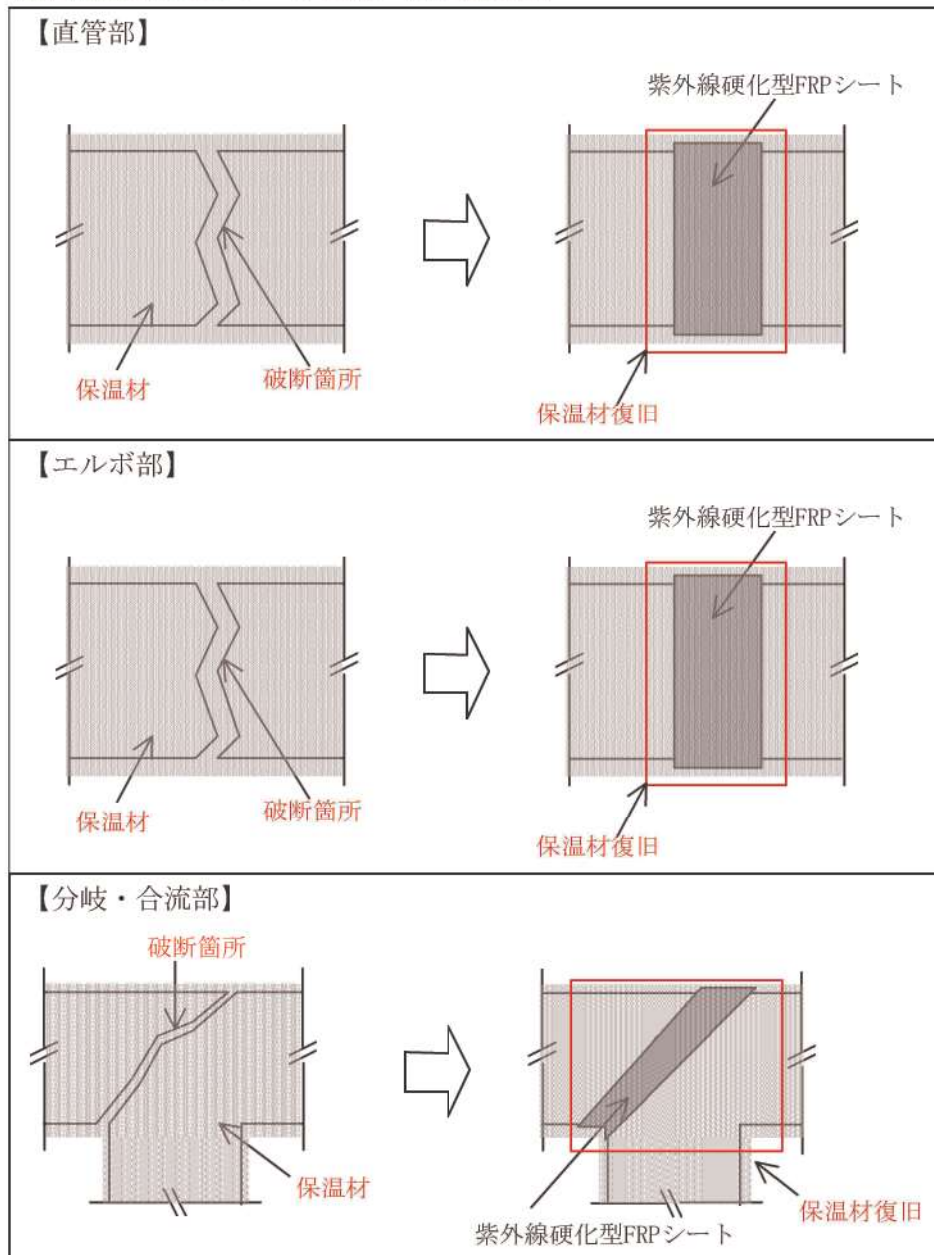 【直管部】
紫外線硬化型FRPシート
保温材
破断箇所
保温材復旧
【エルボ部】
紫外線硬化型FRPシート
保温材
破断箇所
保温材復旧
【分岐・合流部】
破断箇所
保温材
紫外線硬化型FRPシート
保温材復旧